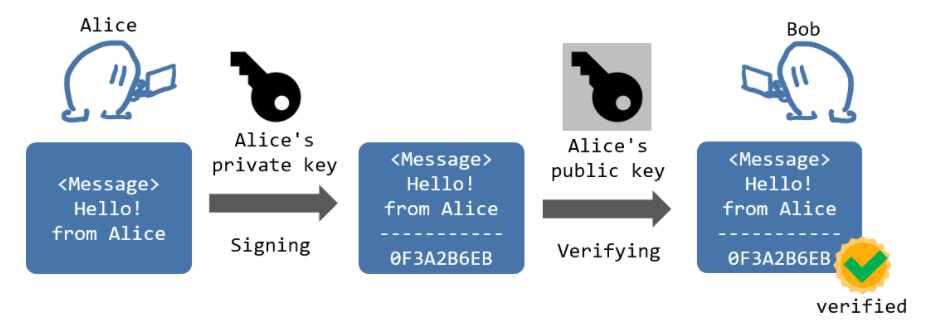 Alice
Bob
Alice's
private key
Alice's
public key
<Message>
Hello!
from Alice
Signing
<Message>
Hello!
from Alice
-----------
0F3A2B6EB
Verifying
<Message>
Hello!
from Alice
-----------
0F3A2B6EB
verified